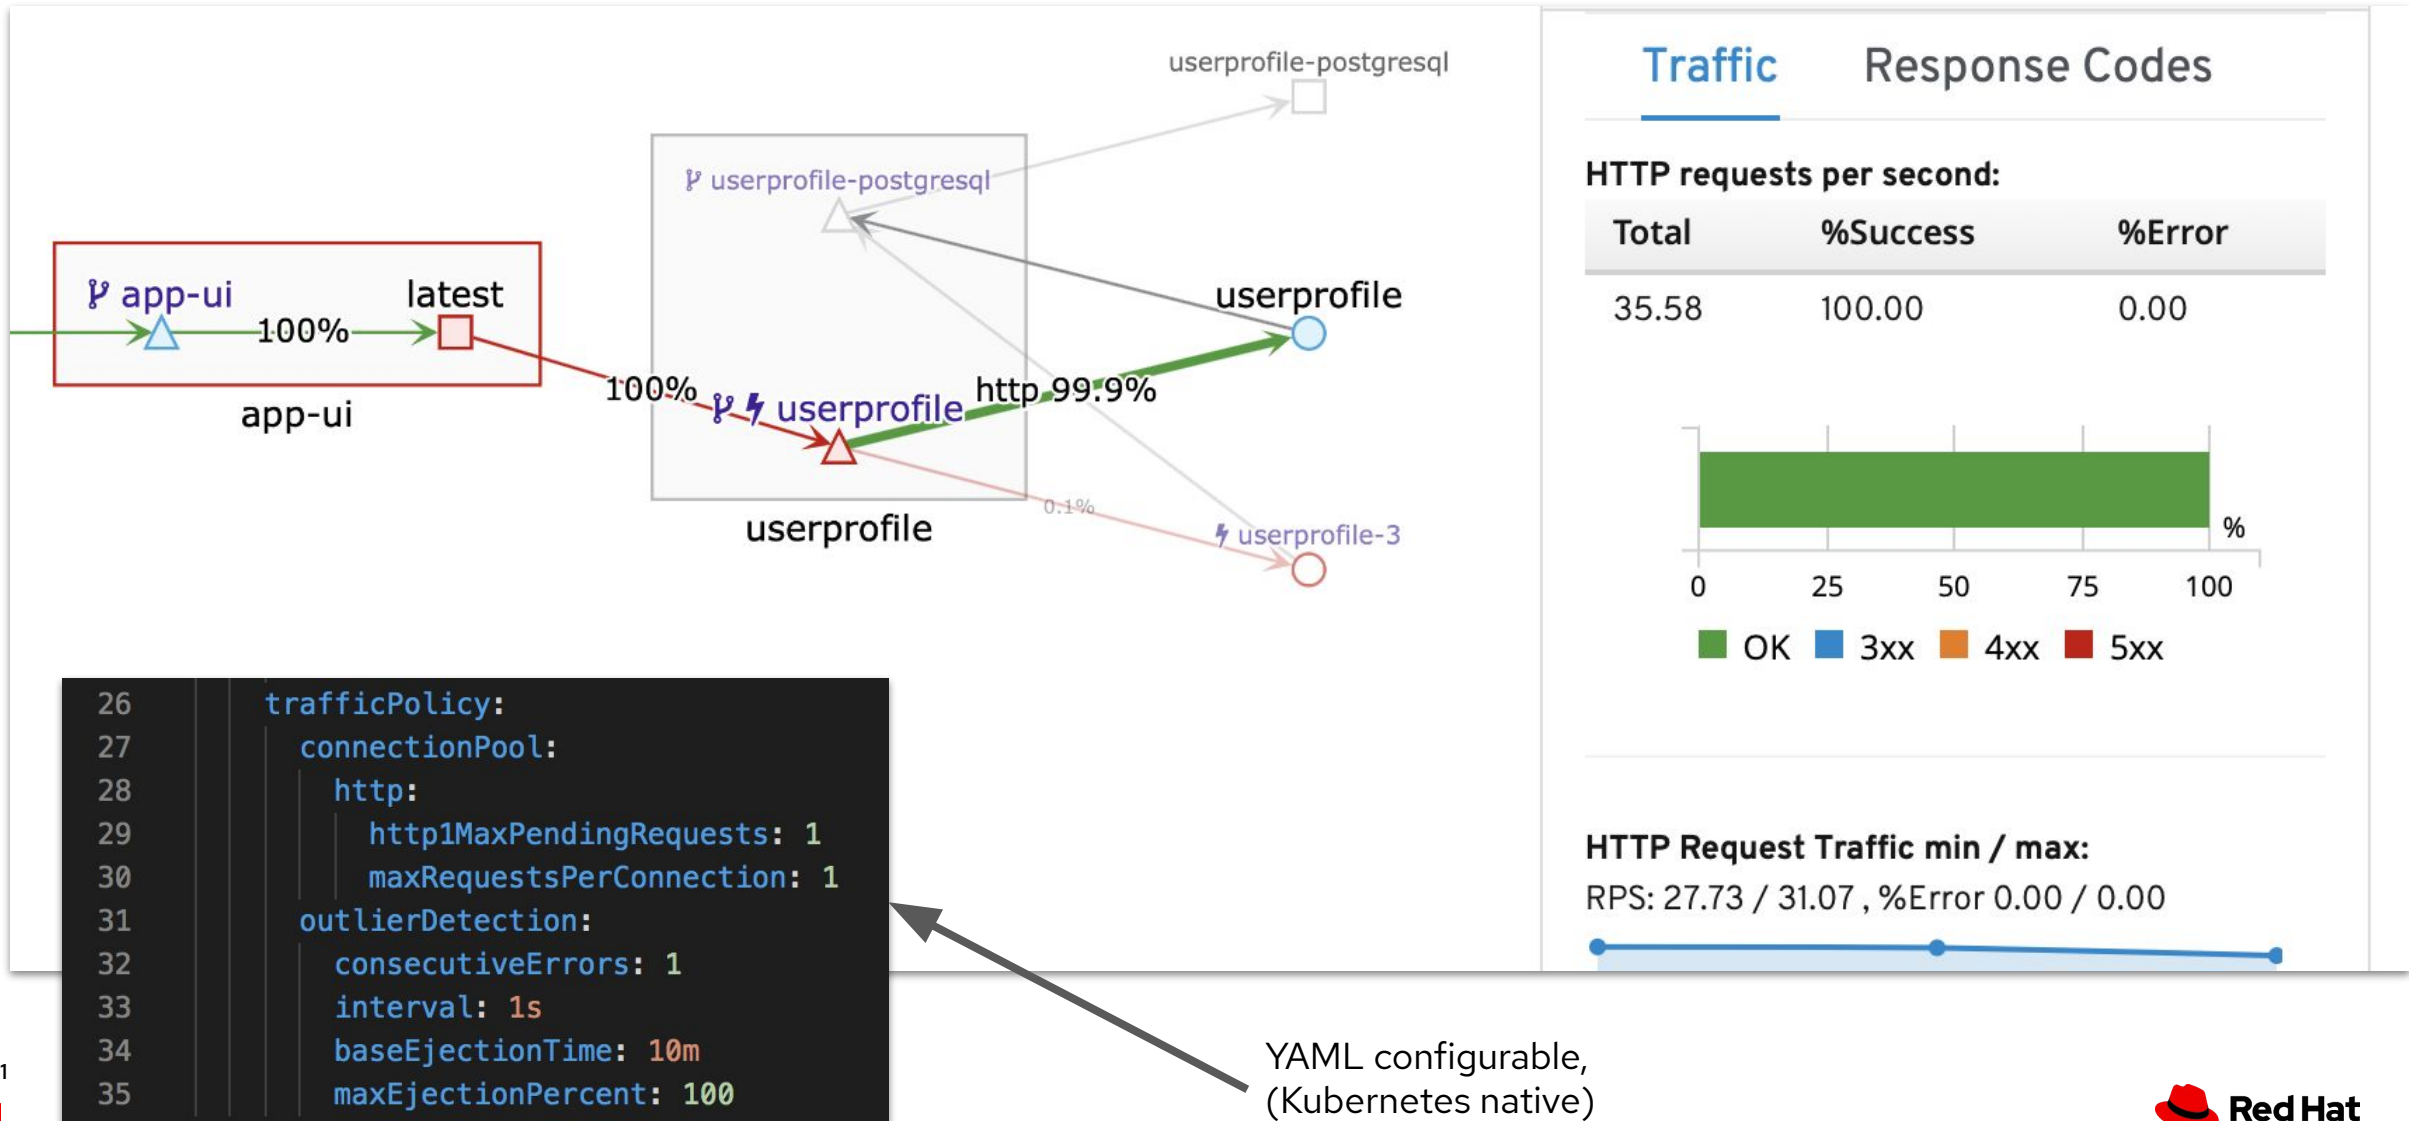 userprofile-postgresql
userprofile-postgresql
app-ui
latest
100%
app-ui
100%
userprofile
http 99.9%
userprofile
userprofile
0.1%
userprofile-3
Traffic Response Codes
HTTP requests per second:
Total %Success %Error
35.58 100.00 0.00
%
0 25 50 75 100
OK 3xx 4xx 5xx
HTTP Request Traffic min / max:
RPS: 27.73 / 31.07 , %Error 0.00 / 0.00
26 trafficPolicy:
27 connectionPool:
28 http:
29 http1MaxPendingRequests: 1
30 maxRequestsPerConnection: 1
31 outlierDetection:
32 consecutiveErrors: 1
33 interval: 1s
34 baseEjectionTime: 10m
35 maxEjectionPercent: 100
YAML configurable,
(Kubernetes native)
1
Red Hat